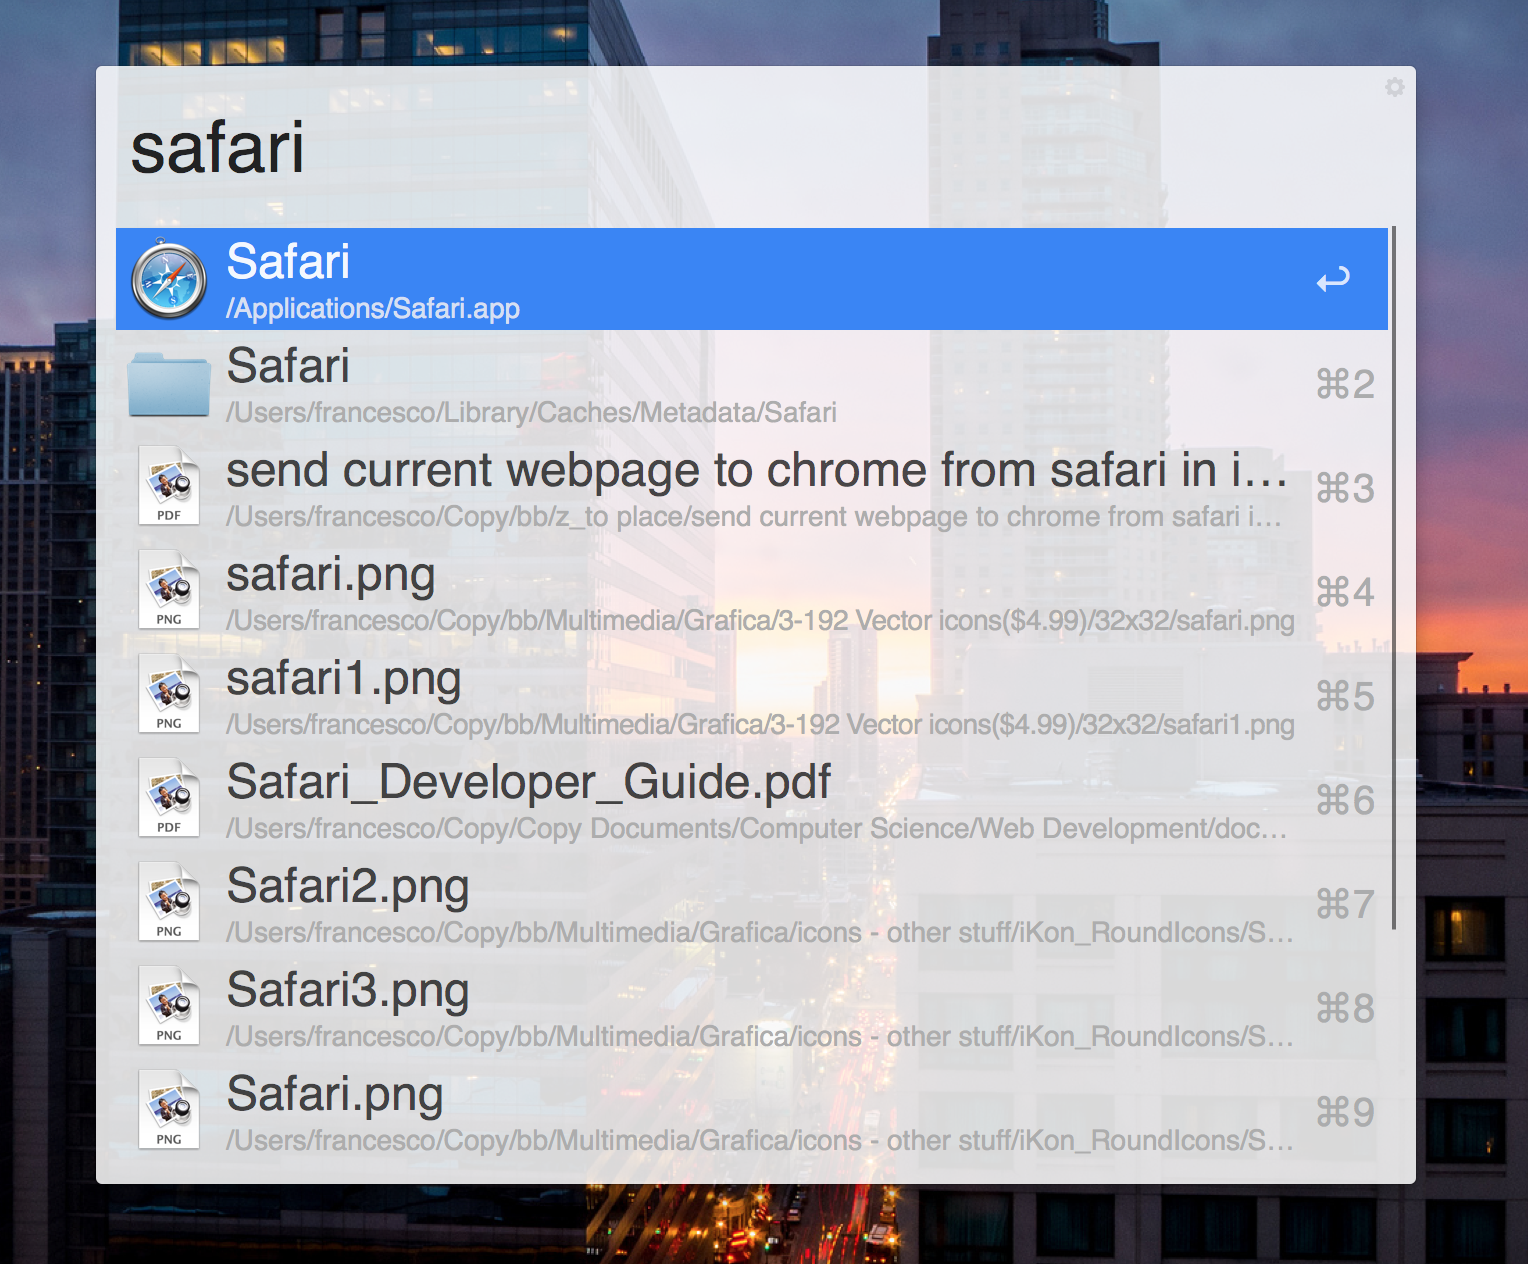 safari
Safari
/Applications/Safari.app
Safari
/Users/francesco/Library/Caches/Metadata/Safari
⌘2
send current webpage to chrome from safari in i…
/Users/francesco/Copy/bb/z_to place/send current webpage to chrome from safari i…
⌘3
PDF
safari.png
/Users/francesco/Copy/bb/Multimedia/Grafica/3-192 Vector icons($4.99)/32x32/safari.png
⌘4
PNG
safari1.png
/Users/francesco/Copy/bb/Multimedia/Grafica/3-192 Vector icons($4.99)/32x32/safari1.png
⌘5
PNG
Safari_Developer_Guide.pdf
/Users/francesco/Copy/Copy Documents/Computer Science/Web Development/doc…
⌘6
PDF
Safari2.png
/Users/francesco/Copy/bb/Multimedia/Grafica/icons - other stuff/iKon_RoundIcons/S…
⌘7
PNG
Safari3.png
/Users/francesco/Copy/bb/Multimedia/Grafica/icons - other stuff/iKon_RoundIcons/S…
⌘8
PNG
Safari.png
/Users/francesco/Copy/bb/Multimedia/Grafica/icons - other stuff/iKon_RoundIcons/S…
⌘9
PNG